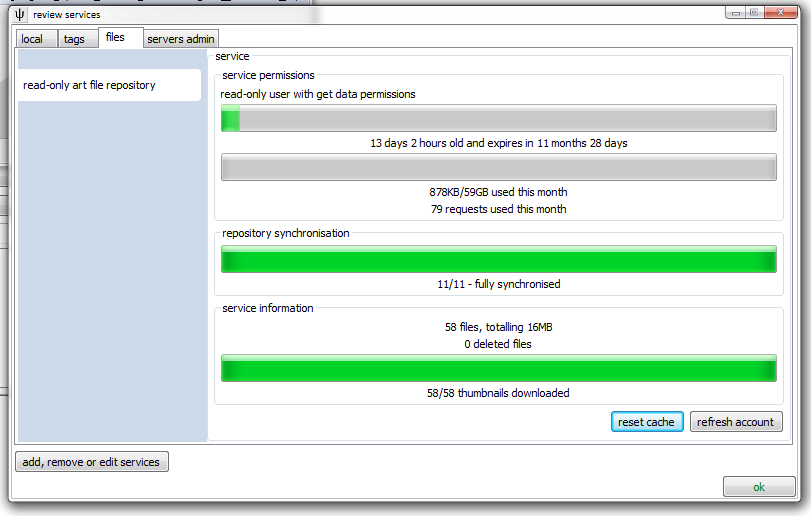 Ψ review services
local tags files servers admin
read-only art file repository
service
service permissions
read-only user with get data permissions
13 days 2 hours old and expires in 11 months 28 days
878KB/59GB used this month
79 requests used this month
repository synchronisation
11/11 - fully synchronised
service information
58 files, totalling 16MB
0 deleted files
58/58 thumbnails downloaded
reset cache refresh account
add, remove or edit services
ok